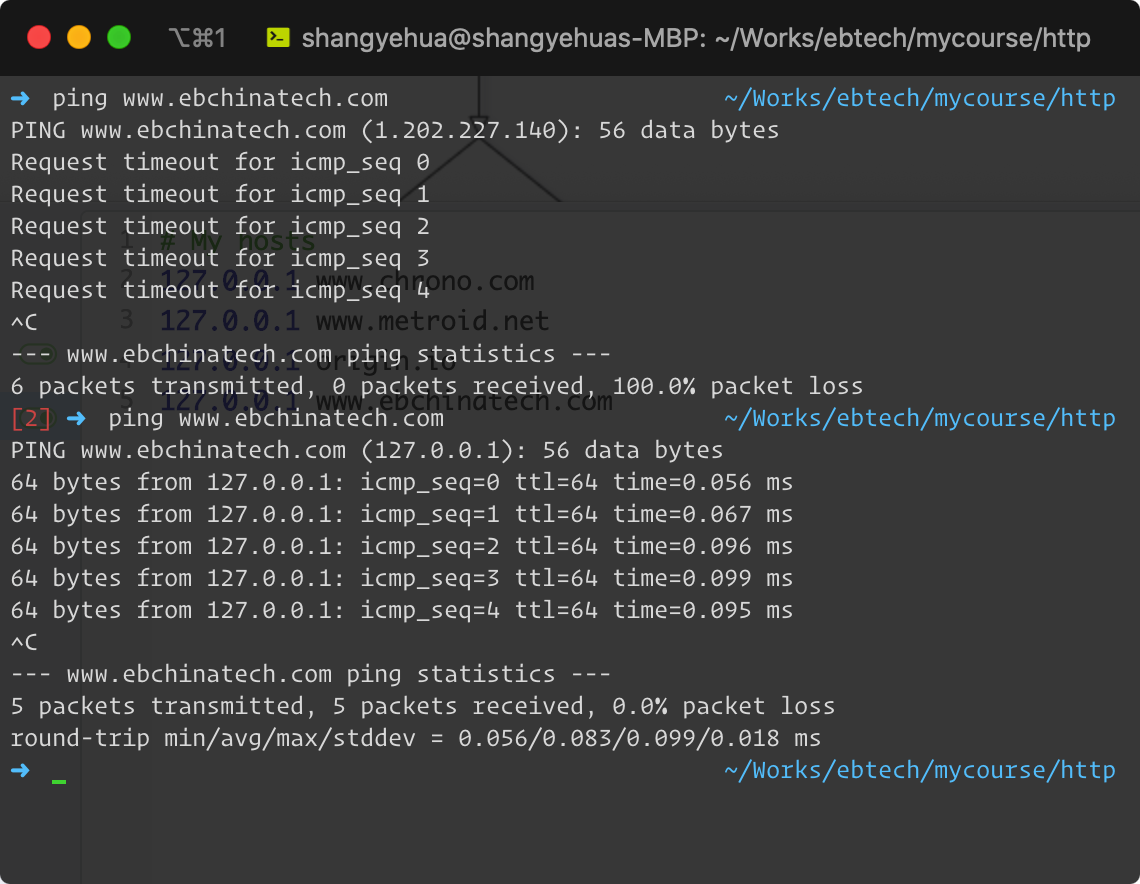 ⌥⌘1 shangyehua@shangyehuas-MBP: ~/Works/ebtech/mycourse/http
➜ ping www.ebchinatech.com ~/Works/ebtech/mycourse/http
PING www.ebchinatech.com (1.202.227.140): 56 data bytes
Request timeout for icmp_seq 0
Request timeout for icmp_seq 1
Request timeout for icmp_seq 2
1 # My hosts
Request timeout for icmp_seq 3
2 127.0.0.1 www.chrono.com
Request timeout for icmp_seq 4
^C
3 127.0.0.1 www.metroid.net
--- www.ebchinatech.com ping statistics ---
127.0.0.1 origin.io
6 packets transmitted, 0 packets received, 100.0% packet loss
5 127.0.0.1 www.ebchinatech.com
[2] ➜ ping www.ebchinatech.com ~/Works/ebtech/mycourse/http
PING www.ebchinatech.com (127.0.0.1): 56 data bytes
64 bytes from 127.0.0.1: icmp_seq=0 ttl=64 time=0.056 ms
64 bytes from 127.0.0.1: icmp_seq=1 ttl=64 time=0.067 ms
64 bytes from 127.0.0.1: icmp_seq=2 ttl=64 time=0.096 ms
64 bytes from 127.0.0.1: icmp_seq=3 ttl=64 time=0.099 ms
64 bytes from 127.0.0.1: icmp_seq=4 ttl=64 time=0.095 ms
^C
--- www.ebchinatech.com ping statistics ---
5 packets transmitted, 5 packets received, 0.0% packet loss
round-trip min/avg/max/stddev = 0.056/0.083/0.099/0.018 ms
➜ ~/Works/ebtech/mycourse/http